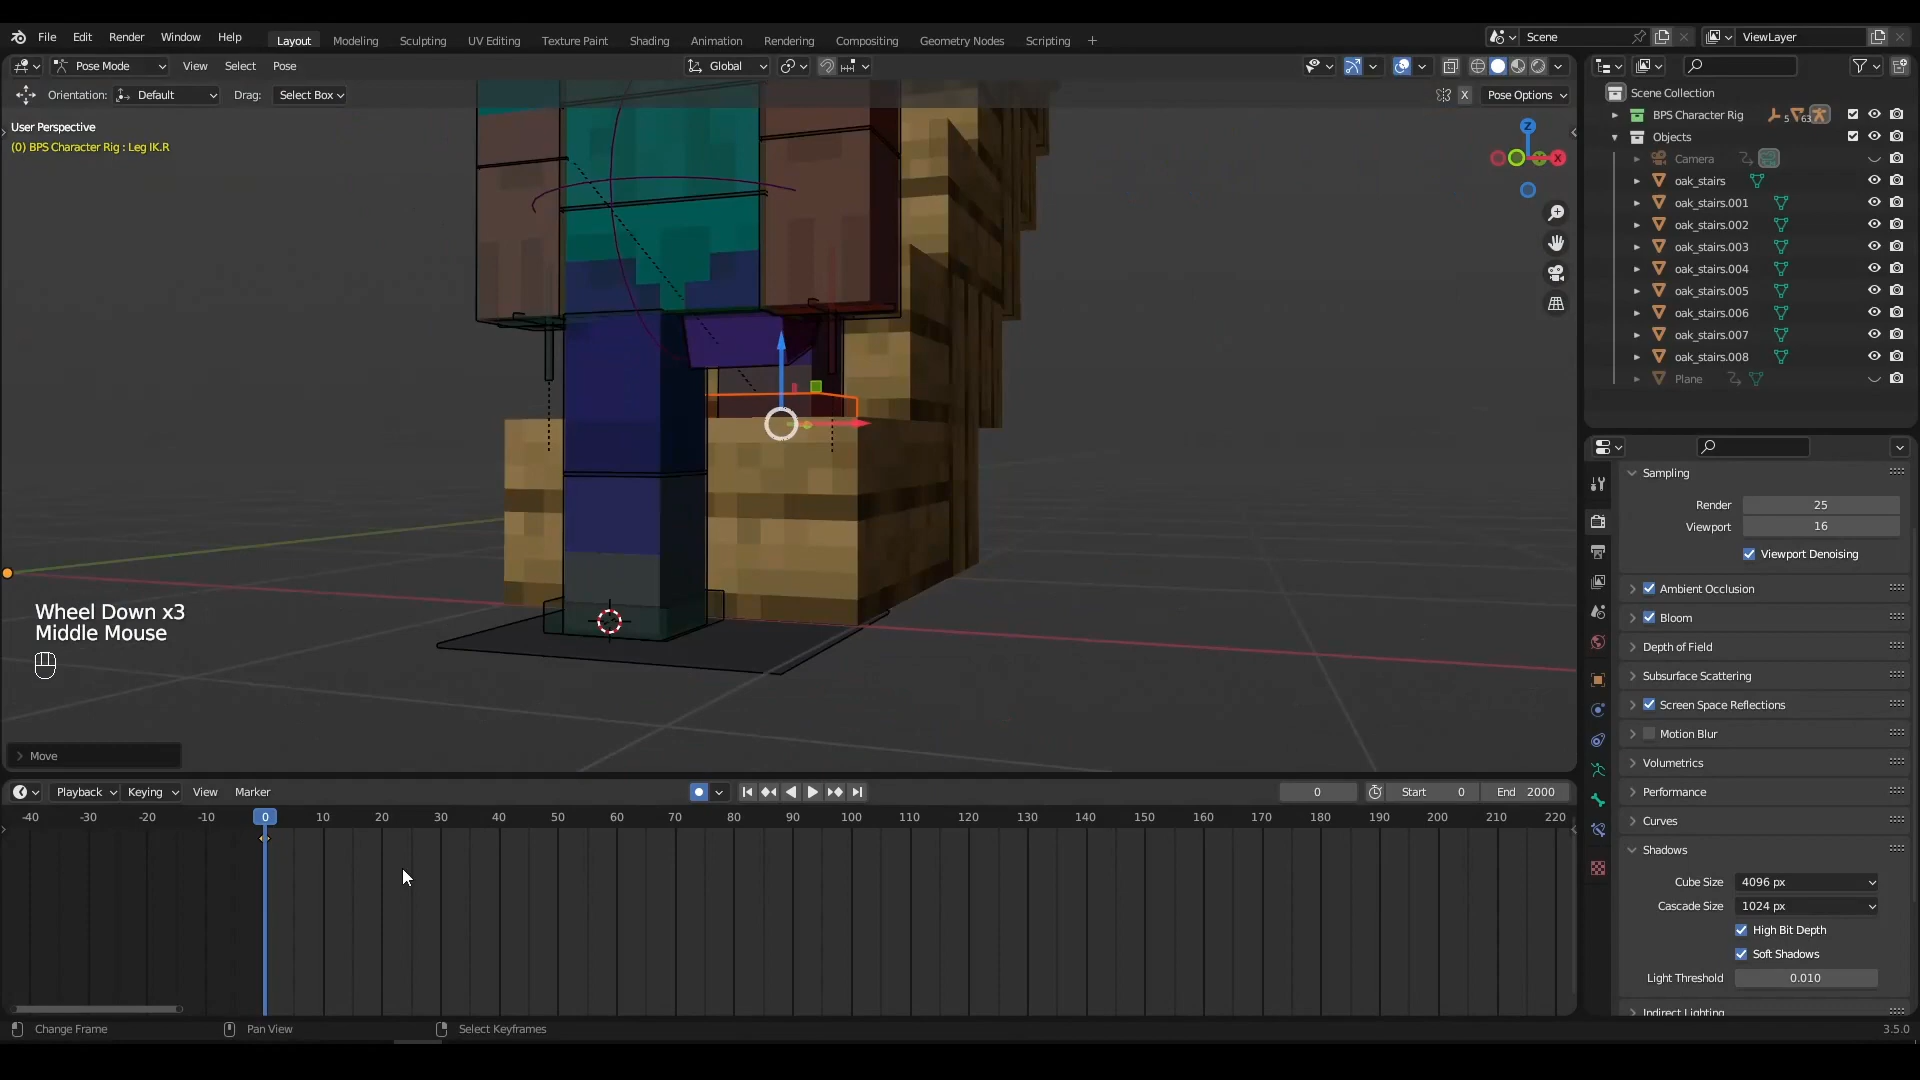 File Edit Render Window Help Layout Modeling Sculpting UV Editing Texture Paint Shading Animation Rendering Compositing Geometry Nodes Scripting + Scene ViewLayer
Pose Mode View Select Pose Global
Orientation: Default Drag: Select Box X Pose Options
User Perspective
(0) BPS Character Rig : Leg IK.R
Z
X
Scene Collection
BPS Character Rig 5 63
Objects
Camera
oak_stairs
oak_stairs.001
oak_stairs.002
oak_stairs.003
oak_stairs.004
oak_stairs.005
oak_stairs.006
oak_stairs.007
oak_stairs.008
Plane
Sampling
Render 25
Viewport 16
Viewport Denoising
Ambient Occlusion
Bloom
Depth of Field
Subsurface Scattering
Screen Space Reflections
Motion Blur
Volumetrics
Performance
Curves
Shadows
Cube Size 4096 px
Cascade Size 1024 px
High Bit Depth
Soft Shadows
Light Threshold 0.010
Indirect Lighting
Wheel Down x3
Middle Mouse
Move
Playback Keying View Marker 0 Start 0 End 2000
-40 -30 -20 -10 0 10 20 30 40 50 60 70 80 90 100 110 120 130 140 150 160 170 180 190 200 210 220
Change Frame Pan View Select Keyframes 3.5.0